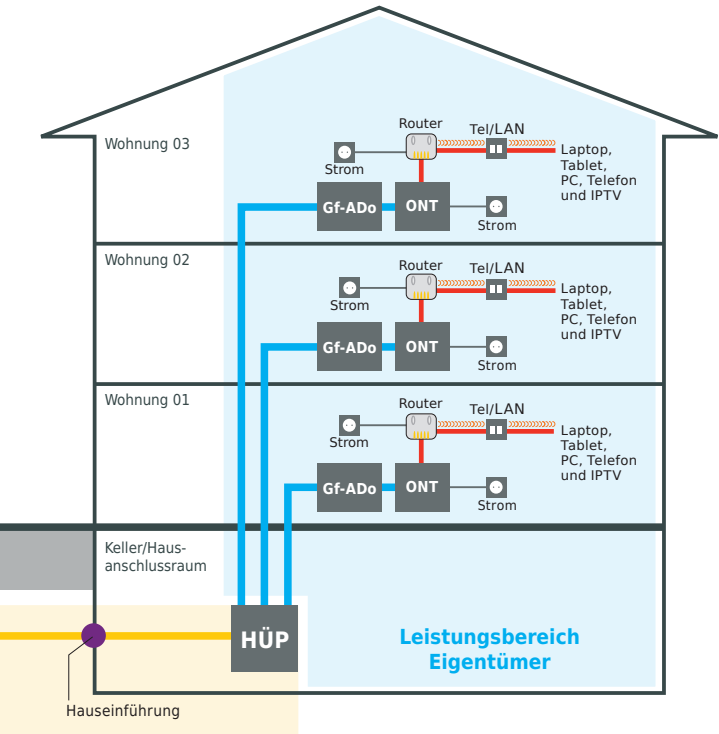 Wohnung 03
Router
Tel/LAN
Strom
Laptop,
Tablet,
PC, Telefon
und IPTV
Gf-ADo
ONT
Strom
Wohnung 02
Router
Tel/LAN
Strom
Laptop,
Tablet,
PC, Telefon
und IPTV
Gf-ADo
ONT
Strom
Wohnung 01
Router
Tel/LAN
Strom
Laptop,
Tablet,
PC, Telefon
und IPTV
Gf-ADo
ONT
Strom
Keller/Haus-
anschlussraum
HÜP
Leistungsbereich
Eigentümer
Hauseinführung